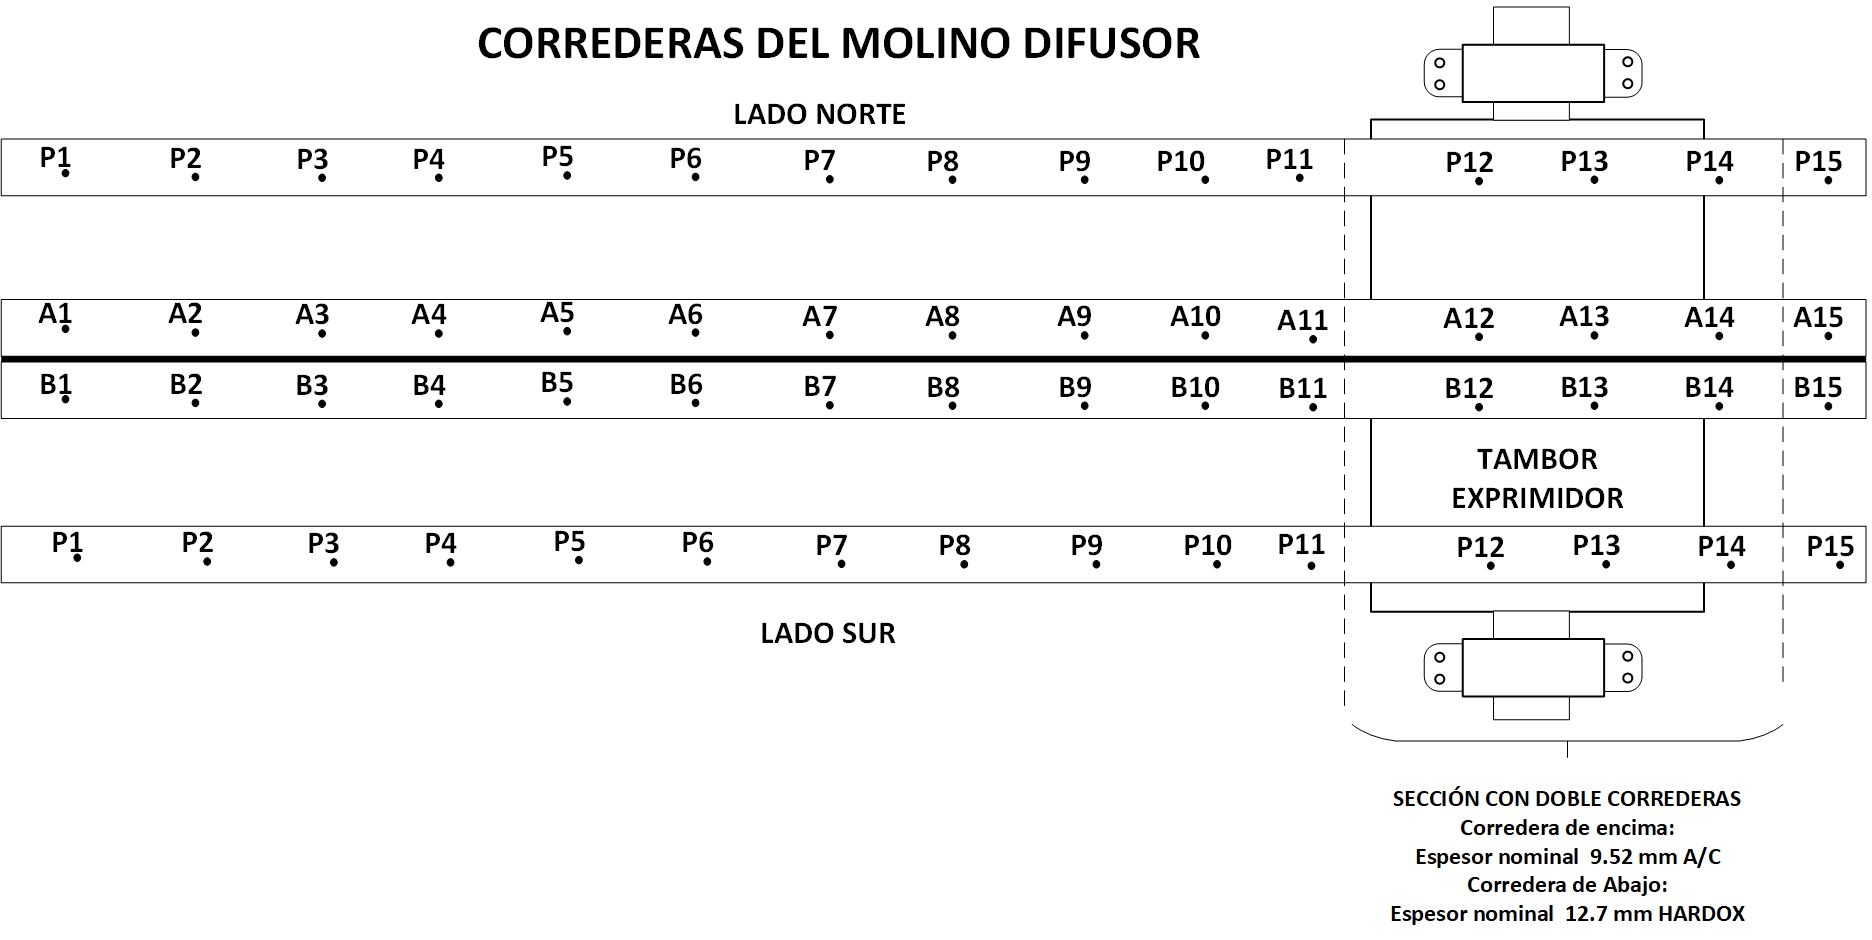 CORREDERAS DEL MOLINO DIFUSOR
LADO NORTE
P1 P2 P3 P4 P5 P6 P7 P8 P9 P10 P11 P12 P13 P14 P15
A1 A2 A3 A4 A5 A6 A7 A8 A9 A10 A11 A12 A13 A14 A15
B1 B2 B3 B4 B5 B6 B7 B8 B9 B10 B11 B12 B13 B14 B15
TAMBOR
EXPRIMIDOR
P1 P2 P3 P4 P5 P6 P7 P8 P9 P10 P11 P12 P13 P14 P15
LADO SUR
SECCIÓN CON DOBLE CORREDERAS
Corredera de encima:
Espesor nominal 9.52 mm A/C
Corredera de Abajo:
Espesor nominal 12.7 mm HARDOX